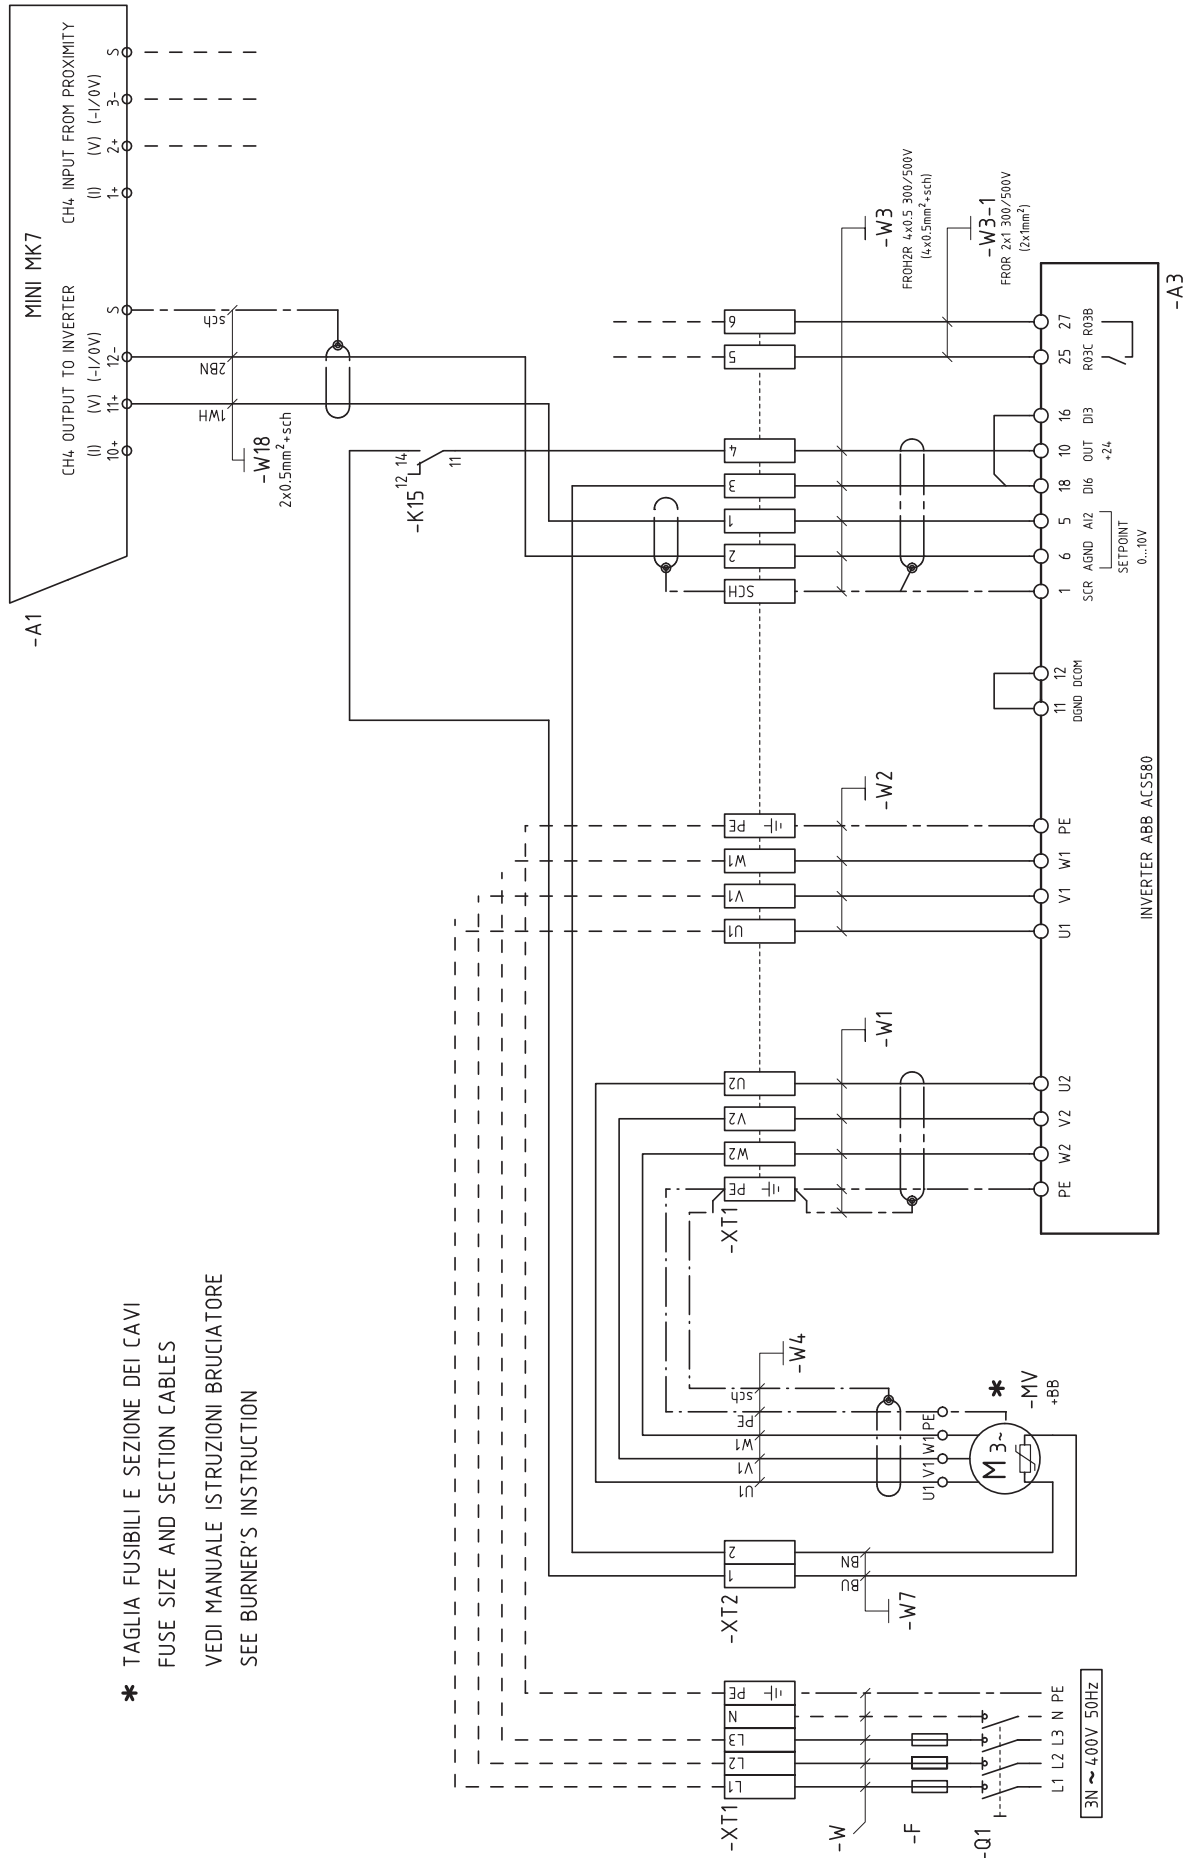 ✱ TAGLIA FUSIBILI E SEZIONE DEI CAVI
FUSE SIZE AND SECTION CABLES
VEDI MANUALE ISTRUZIONI BRUCIATORE
SEE BURNER'S INSTRUCTION
-A1
MINI MK7
CH4 OUTPUT TO INVERTER
(I) (V) (-I/0V)
10+ 11+ 12- S
CH4 INPUT FROM PROXIMITY
(I) (V) (-I/0V)
1+ 2+ 3- S
1WH 2BN sch
-W18
2x0.5mm²+sch
-K15
12 14
11
-XT1
L1 L2 L3 N PE
-W
-F
-Q1
L1 L2 L3 N PE
3N ~ 400V 50Hz
-XT2
1 2
BU BN
-W7
U1 V1 W1 PE sch
-W4
U1 V1 W1 PE
M 3~
✱
-MV
+BB
-XT1
PE W2 V2 U2
-W1
U1 V1 W1 PE
-W2
SCH 2 1 3 4 5 6
-W3
FROH2R 4x0.5 300/500V
(4x0.5mm²+sch)
-W3-1
FROR 2x1 300/500V
(2x1mm²)
PE W2 V2 U2
U1 V1 W1 PE
11 12
DGND DCOM
1 6 5 18 10 16 25 27
SCR AGND AI2 DI6 OUT DI3 RO3C RO3B
+24
SETPOINT
0...10V
INVERTER ABB ACS580
-A3